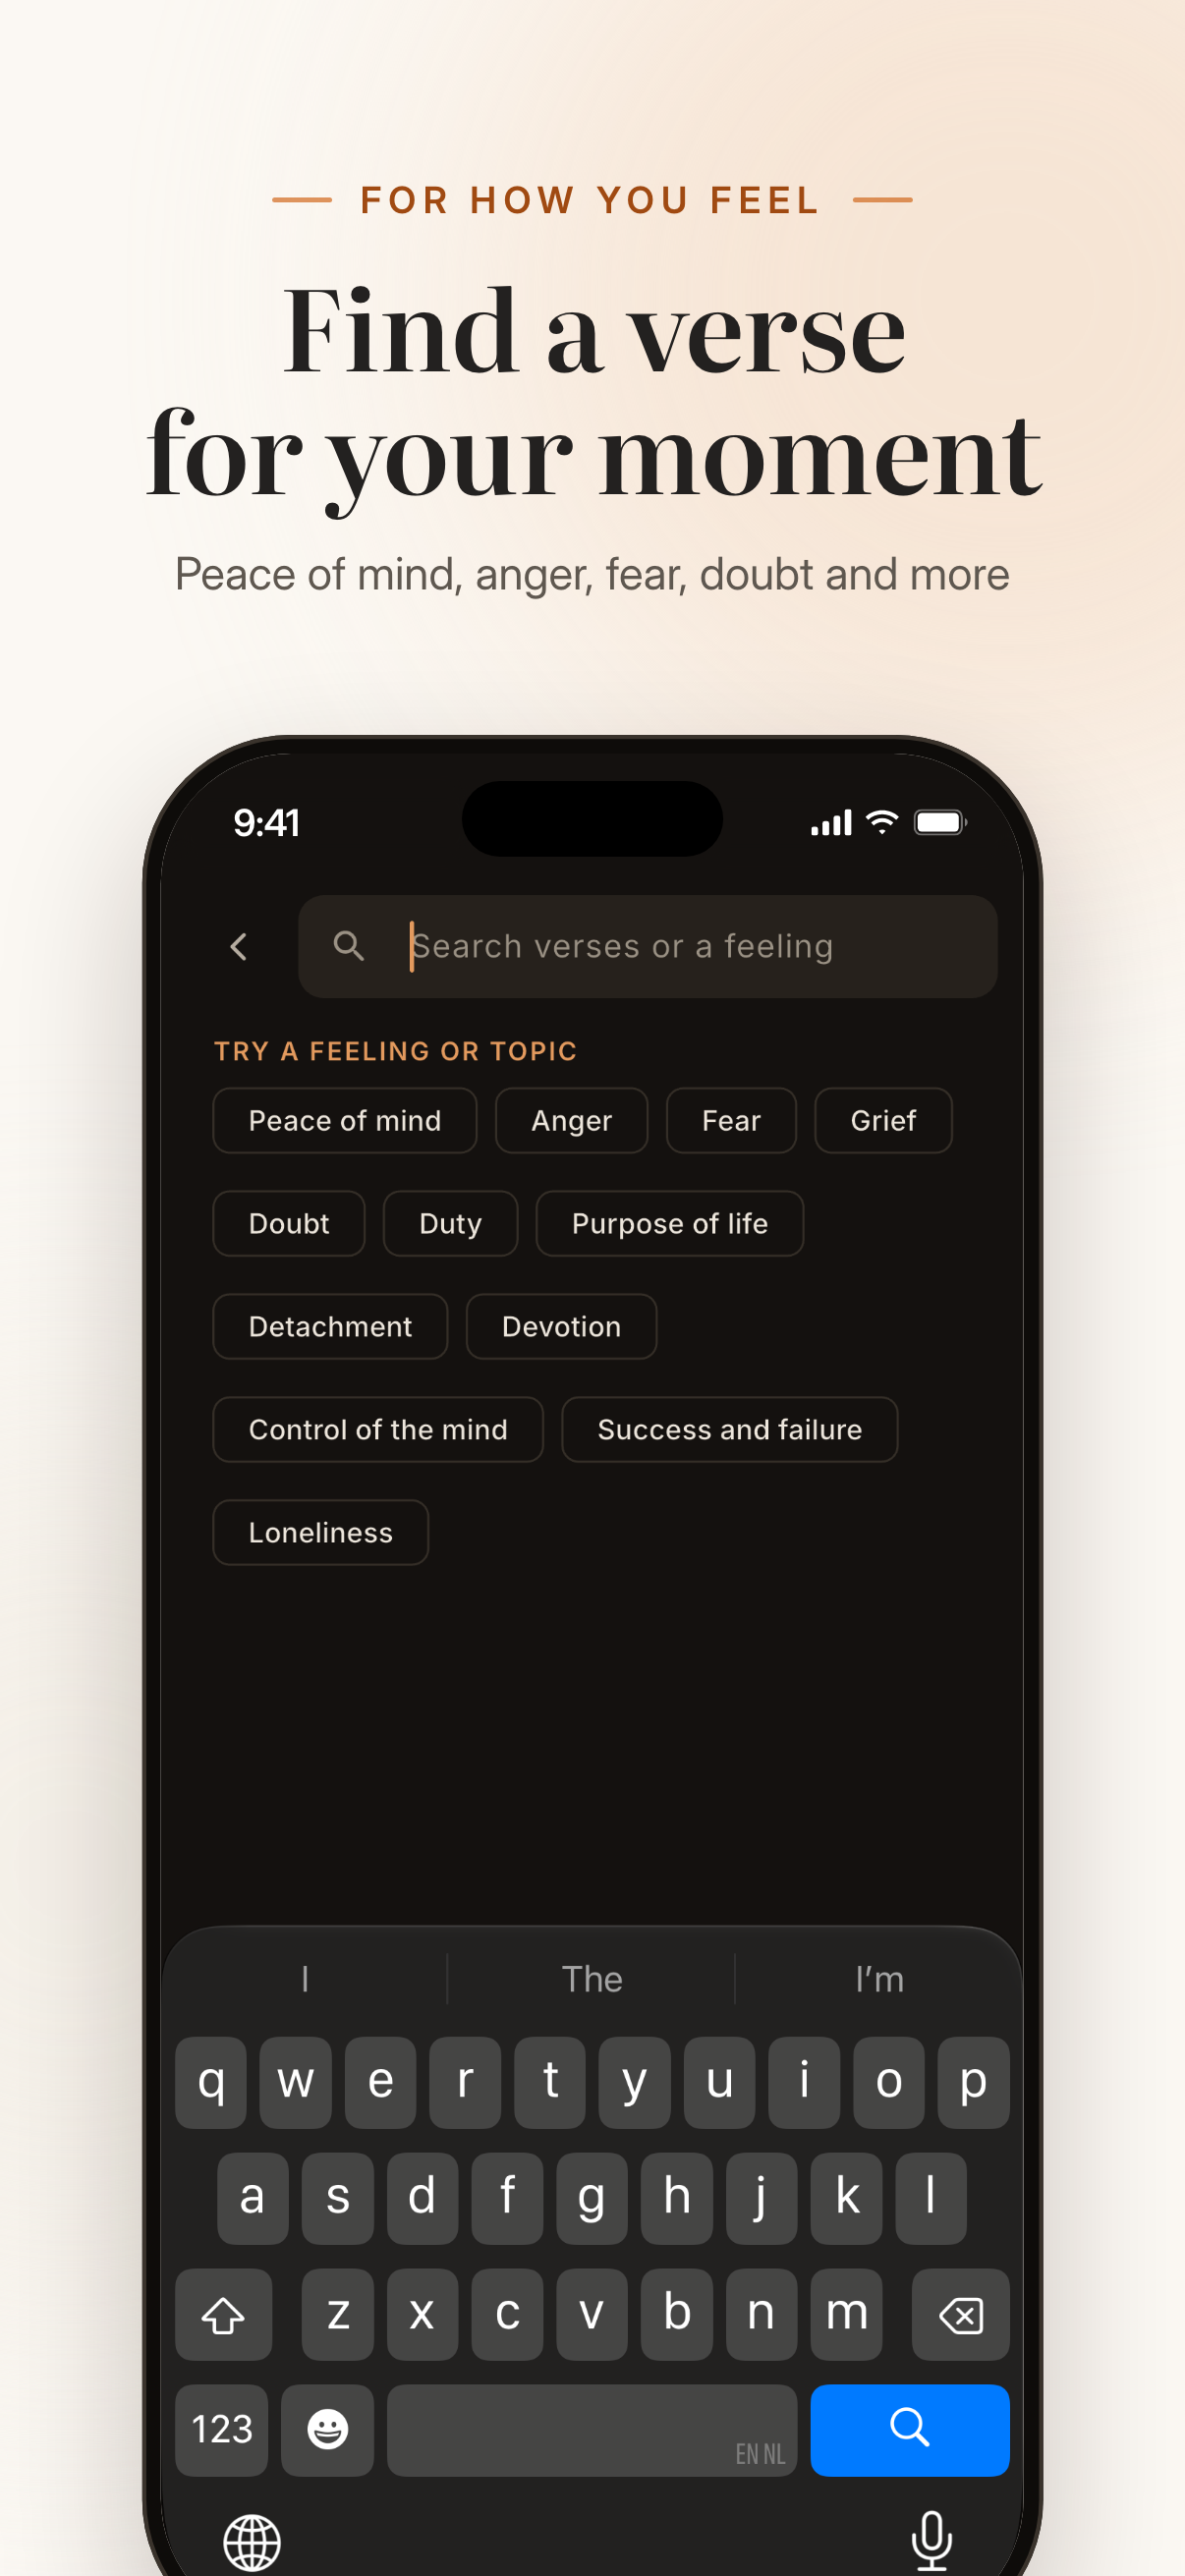 FOR HOW YOU FEEL
Find a verse
for your moment
Peace of mind, anger, fear, doubt and more
9:41
Search verses or a feeling
TRY A FEELING OR TOPIC
Peace of mind Anger Fear Grief
Doubt Duty Purpose of life
Detachment Devotion
Control of the mind Success and failure
Loneliness
I The I’m
q w e r t y u i o p
a s d f g h j k l
z x c v b n m
123 EN NL